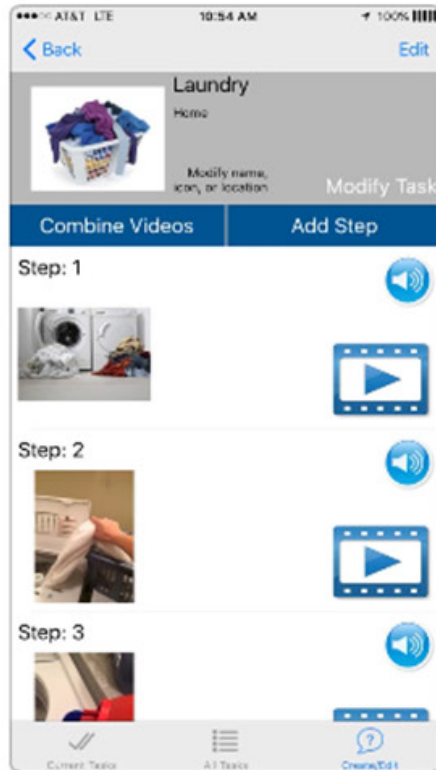 AT&T LTE 10:54 AM 100%
Back Edit
Laundry
Home
Modify name,
icon, or location
Modify Task
Combine Videos Add Step
Step: 1
Step: 2
Step: 3
Current Tasks All Tasks Create/Edit